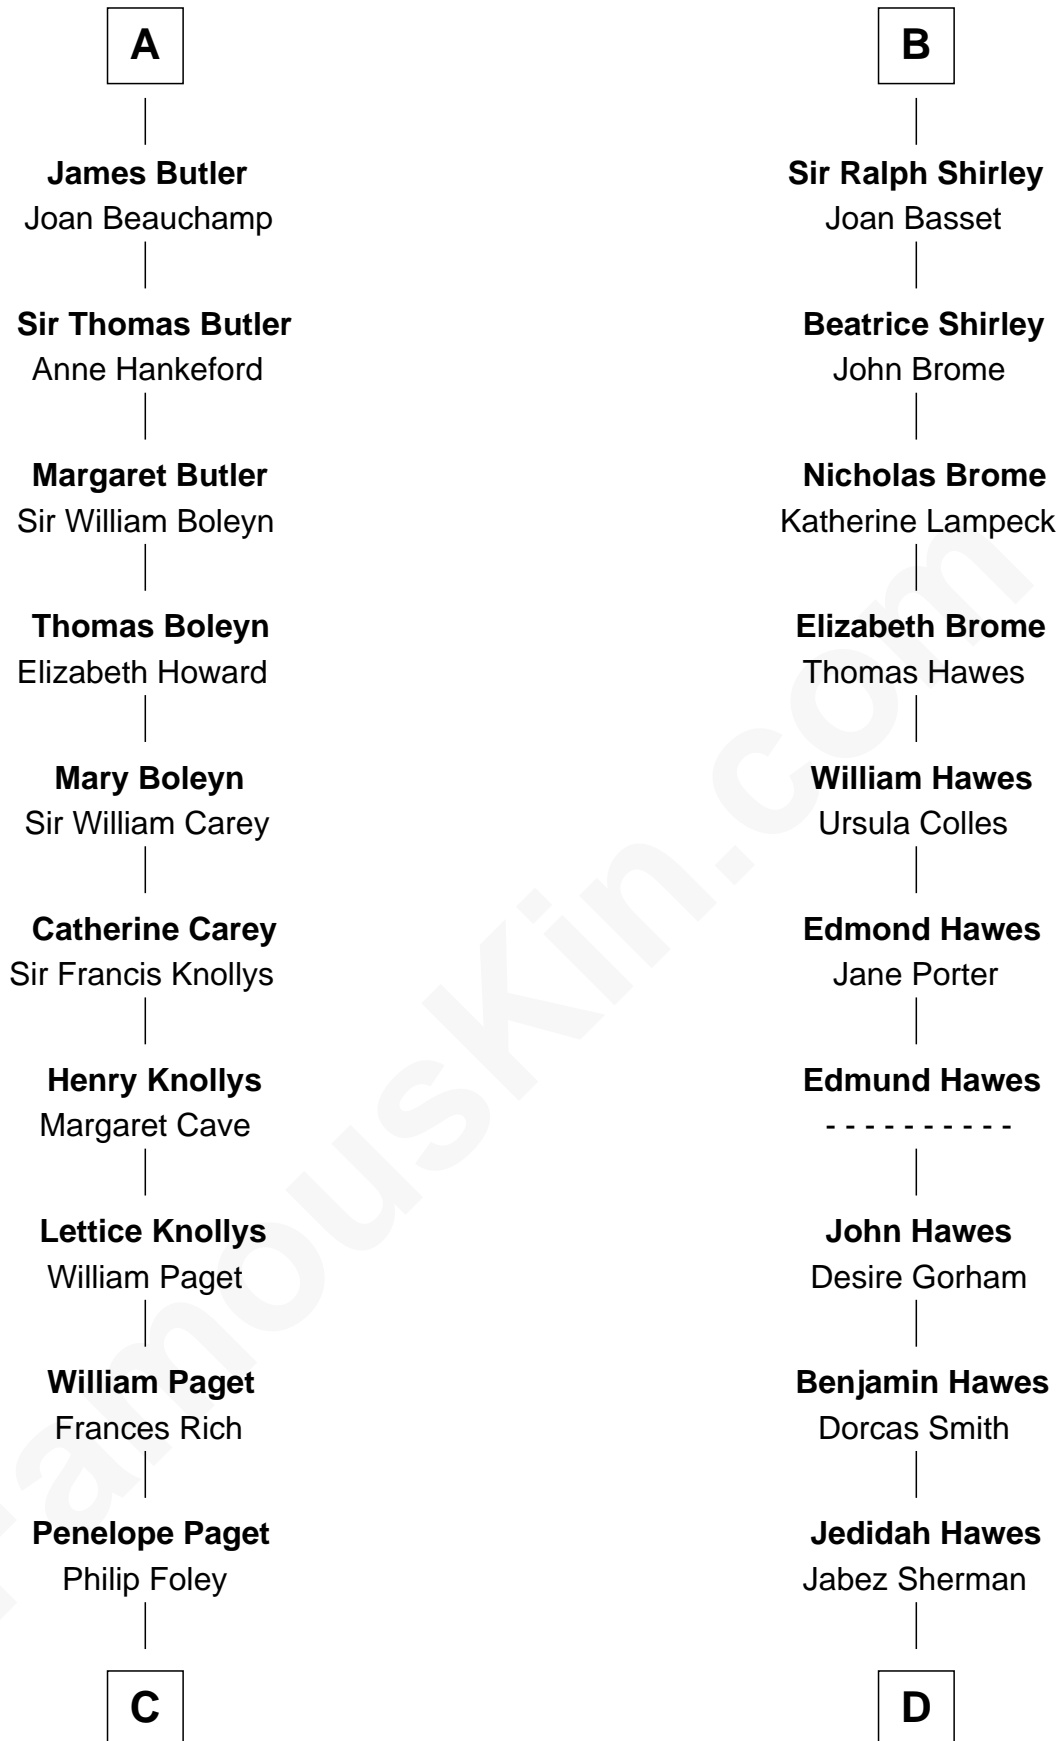 A
James Butler
Joan Beauchamp
Sir Thomas Butler
Anne Hankeford
Margaret Butler
Sir William Boleyn
Thomas Boleyn
Elizabeth Howard
Mary Boleyn
Sir William Carey
Catherine Carey
Sir Francis Knollys
Henry Knollys
Margaret Cave
Lettice Knollys
William Paget
William Paget
Frances Rich
Penelope Paget
Philip Foley
C
B
Sir Ralph Shirley
Joan Basset
Beatrice Shirley
John Brome
Nicholas Brome
Katherine Lampeck
Elizabeth Brome
Thomas Hawes
William Hawes
Ursula Colles
Edmond Hawes
Jane Porter
Edmund Hawes
- - - - - - - - - -
John Hawes
Desire Gorham
Benjamin Hawes
Dorcas Smith
Jedidah Hawes
Jabez Sherman
D
FamousKin.com